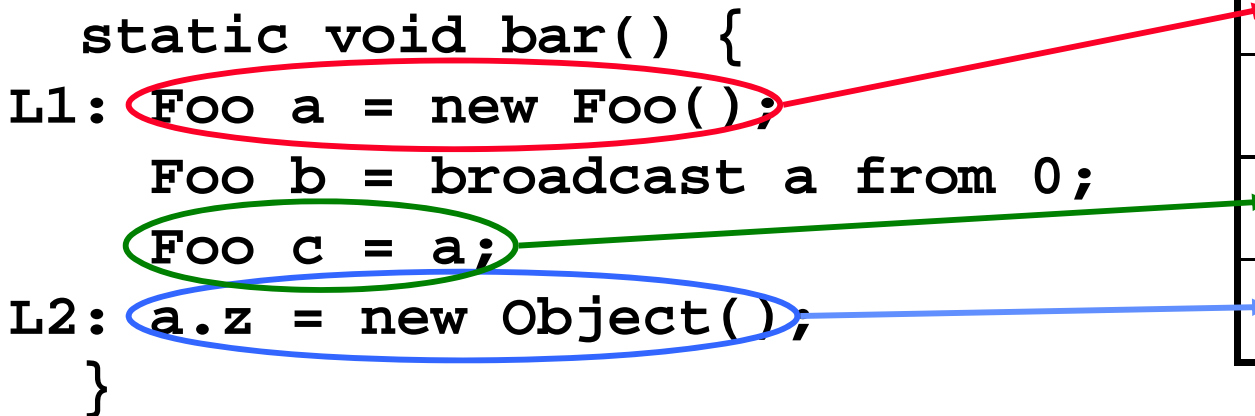 static void bar() {
L1: Foo a = new Foo();
Foo b = broadcast a from 0;
Foo c = a;
L2: a.z = new Object();
}